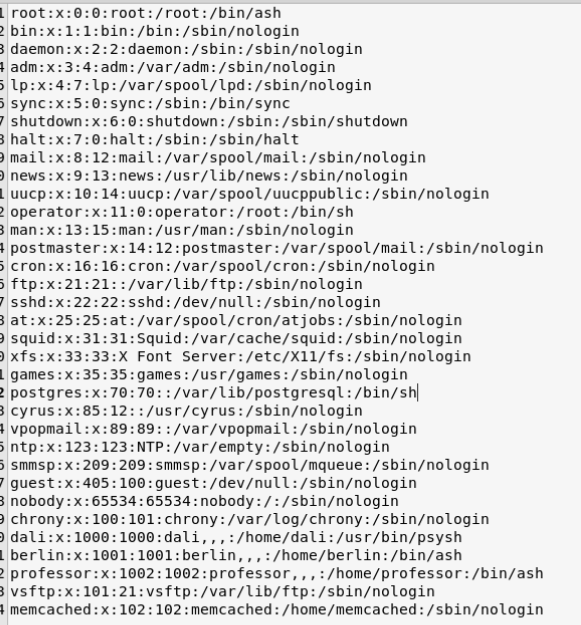 1 root:x:0:0:root:/root:/bin/ash
2 bin:x:1:1:bin:/bin:/sbin/nologin
3 daemon:x:2:2:daemon:/sbin:/sbin/nologin
4 adm:x:3:4:adm:/var/adm:/sbin/nologin
5 lp:x:4:7:lp:/var/spool/lpd:/sbin/nologin
6 sync:x:5:0:sync:/sbin:/bin/sync
7 shutdown:x:6:0:shutdown:/sbin:/sbin/shutdown
8 halt:x:7:0:halt:/sbin:/sbin/halt
9 mail:x:8:12:mail:/var/spool/mail:/sbin/nologin
0 news:x:9:13:news:/usr/lib/news:/sbin/nologin
1 uucp:x:10:14:uucp:/var/spool/uucppublic:/sbin/nologin
2 operator:x:11:0:operator:/root:/bin/sh
3 man:x:13:15:man:/usr/man:/sbin/nologin
4 postmaster:x:14:12:postmaster:/var/spool/mail:/sbin/nologin
5 cron:x:16:16:cron:/var/spool/cron:/sbin/nologin
6 ftp:x:21:21::/var/lib/ftp:/sbin/nologin
7 sshd:x:22:22:sshd:/dev/null:/sbin/nologin
8 at:x:25:25:at:/var/spool/cron/atjobs:/sbin/nologin
9 squid:x:31:31:Squid:/var/cache/squid:/sbin/nologin
0 xfs:x:33:33:X Font Server:/etc/X11/fs:/sbin/nologin
1 games:x:35:35:games:/usr/games:/sbin/nologin
2 postgres:x:70:70::/var/lib/postgresql:/bin/sh
3 cyrus:x:85:12::/usr/cyrus:/sbin/nologin
4 vpopmail:x:89:89::/var/vpopmail:/sbin/nologin
5 ntp:x:123:123:NTP:/var/empty:/sbin/nologin
6 smmsp:x:209:209:smmsp:/var/spool/mqueue:/sbin/nologin
7 guest:x:405:100:guest:/dev/null:/sbin/nologin
8 nobody:x:65534:65534:nobody:/:/sbin/nologin
9 chrony:x:100:101:chrony:/var/log/chrony:/sbin/nologin
0 dali:x:1000:1000:dali,,,:/home/dali:/usr/bin/psysh
1 berlin:x:1001:1001:berlin,,,:/home/berlin:/bin/ash
2 professor:x:1002:1002:professor,,,:/home/professor:/bin/ash
3 vsftp:x:101:21:vsftp:/var/lib/ftp:/sbin/nologin
4 memcached:x:102:102:memcached:/home/memcached:/sbin/nologin